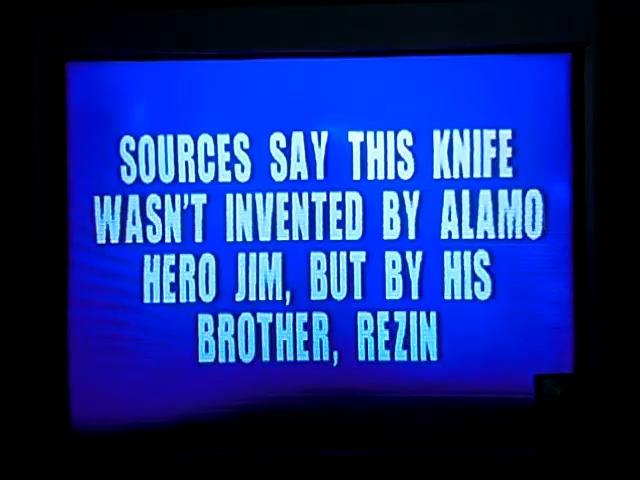 SOURCES SAY THIS KNIFE
WASN'T INVENTED BY ALAMO
HERO JIM, BUT BY HIS
BROTHER, REZIN